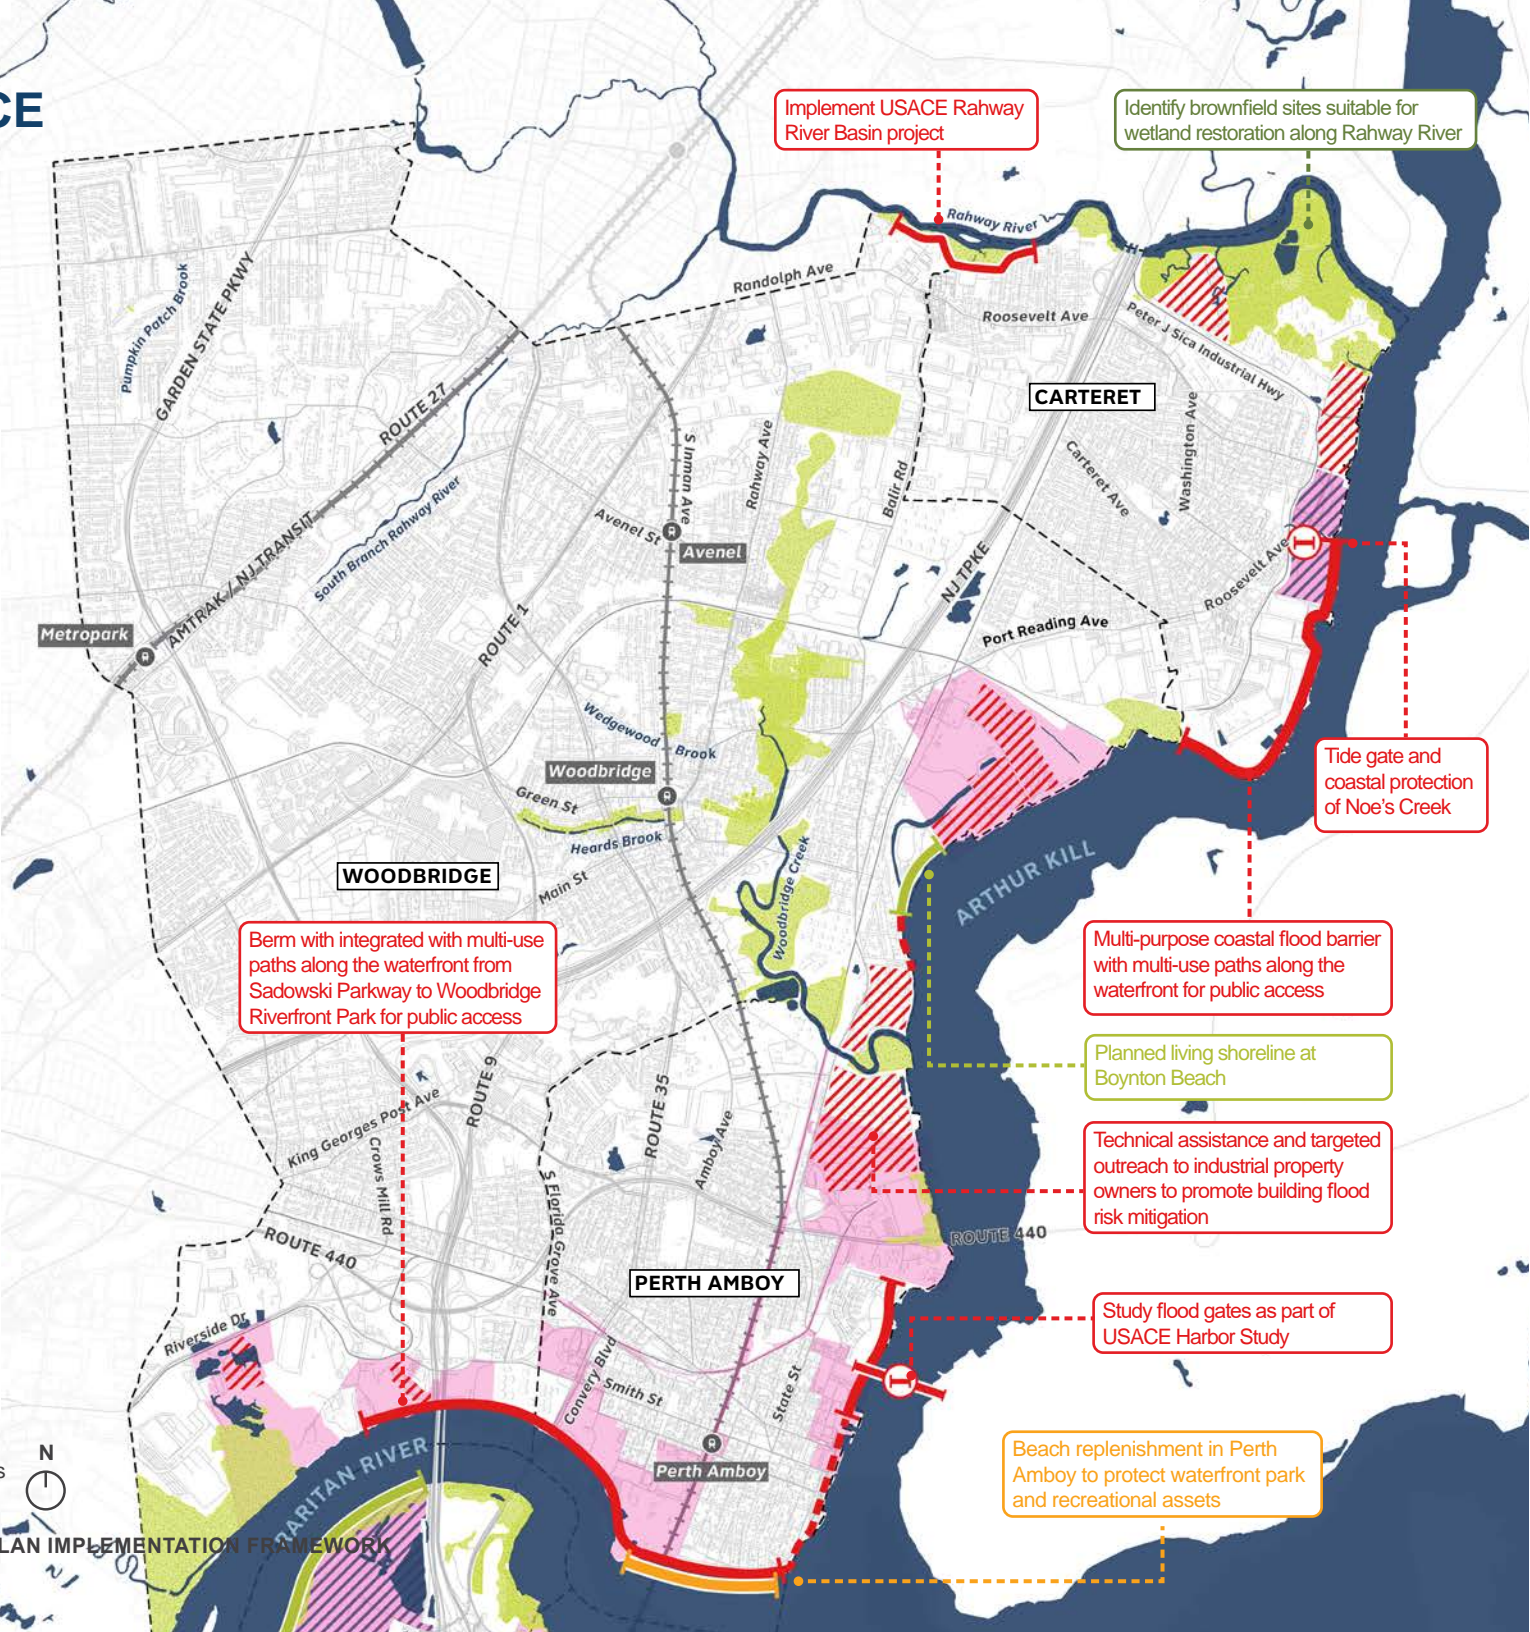 CE
Implement USACE Rahway
River Basin project
Identify brownfield sites suitable for
wetland restoration along Rahway River
Rahway River
Randolph Ave
Roosevelt Ave
Peter J Sica Industrial Hwy
Pumpkin Patch Brook
GARDEN STATE PKWY
ROUTE 27
CARTERET
Washington Ave
Carteret Ave
S Inman Ave
Rahway Ave
Balir Rd
Avenel St
Avenel
South Branch Rahway River
AMTRAK / NJ TRANSIT
NJ TPKE
Roosevelt Ave
Port Reading Ave
ROUTE 1
Metropark
Wedgewood Brook
Woodbridge
Green St
Heards Brook
Tide gate and
coastal protection
of Noe's Creek
WOODBRIDGE
Main St
Woodbridge Creek
ARTHUR KILL
Berm with integrated with multi-use
paths along the waterfront from
Sadowski Parkway to Woodbridge
Riverfront Park for public access
Multi-purpose coastal flood barrier
with multi-use paths along the
waterfront for public access
Planned living shoreline at
Boynton Beach
ROUTE 9
ROUTE 35
Amboy Ave
King Georges Post Ave
Crows Mill Rd
S Florida Grove Ave
Technical assistance and targeted
outreach to industrial property
owners to promote building flood
risk mitigation
ROUTE 440
ROUTE 440
PERTH AMBOY
Riverside Dr
Study flood gates as part of
USACE Harbor Study
Convery Blvd
Smith St
State St
Perth Amboy
Beach replenishment in Perth
Amboy to protect waterfront park
and recreational assets
N
s
RARITAN RIVER
LAN IMPLEMENTATION FRAMEWORK